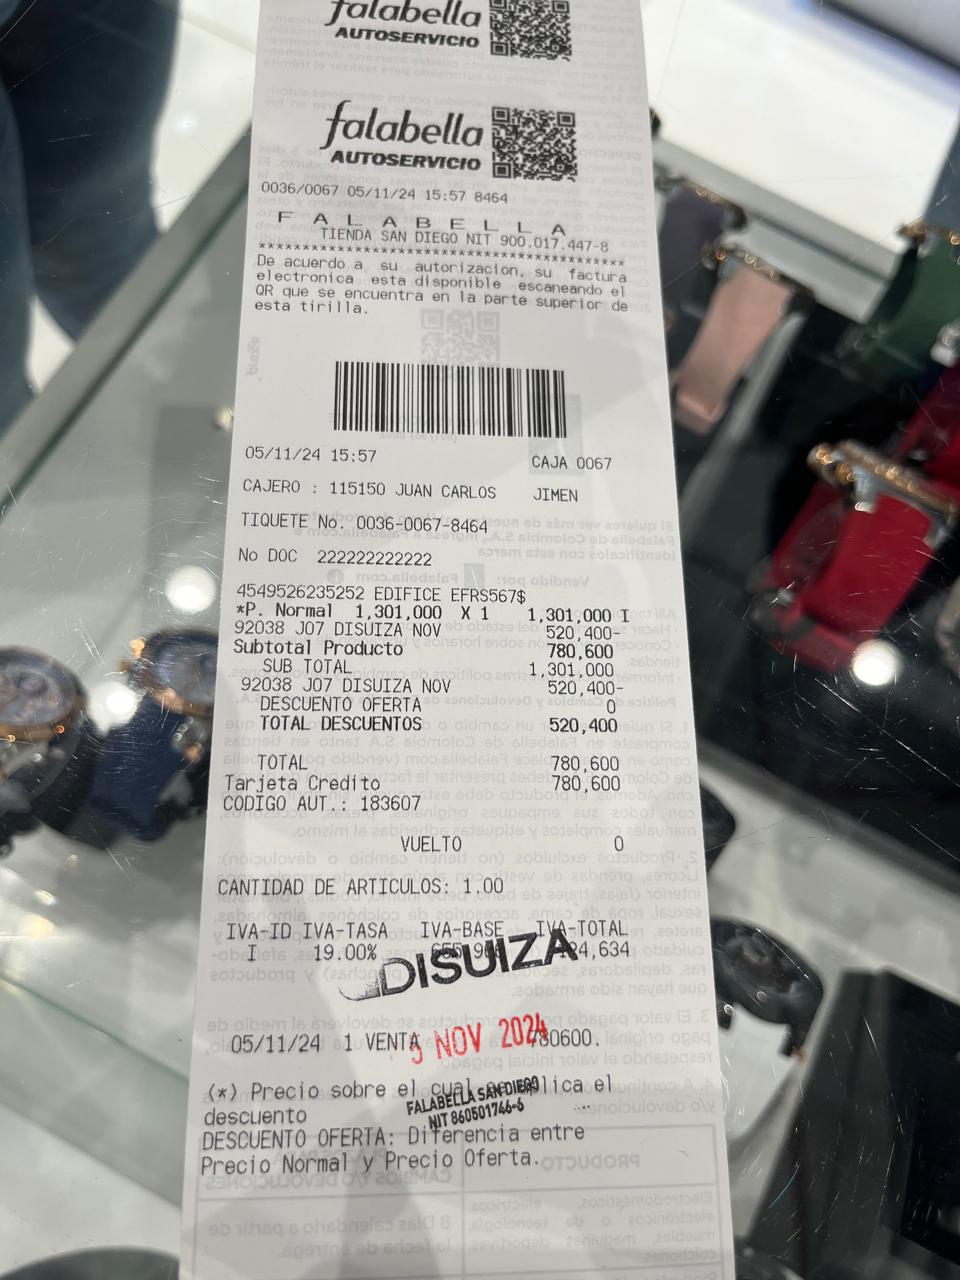 falabella
AUTOSERVICIO
falabella
AUTOSERVICIO
0036/0067 05/11/24 15:57 8464
F A L A B E L L A
TIENDA SAN DIEGO NIT 900.017.447-8
******************************************
De acuerdo a su autorizacion, su factura
electronica esta disponible escaneando el
QR que se encuentra en la parte superior de
esta tirilla.
05/11/24 15:57 CAJA 0067
CAJERO : 115150 JUAN CARLOS JIMEN
TIQUETE No. 0036-0067-8464
No DOC 222222222222
4549526235252 EDIFICE EFRS567$
*P. Normal 1,301,000 X 1 1,301,000 I
92038 J07 DISUIZA NOV 520,400-
Subtotal Producto 780,600
SUB TOTAL 1,301,000
92038 J07 DISUIZA NOV 520,400-
DESCUENTO OFERTA 0
TOTAL DESCUENTOS 520,400
TOTAL 780,600
Tarjeta Credito 780,600
CODIGO AUT.: 183607
VUELTO 0
CANTIDAD DE ARTICULOS: 1.00
IVA-ID IVA-TASA IVA-BASE IVA-TOTAL
I 19.00% 124,634
DISUIZA
05/11/24 1 VENTA 780600.
5 NOV 2024
(*) Precio sobre el cual se aplica el
descuento
FALABELLA SAN DIEGO
NIT 860501746-6
DESCUENTO OFERTA: Diferencia entre
Precio Normal y Precio Oferta.